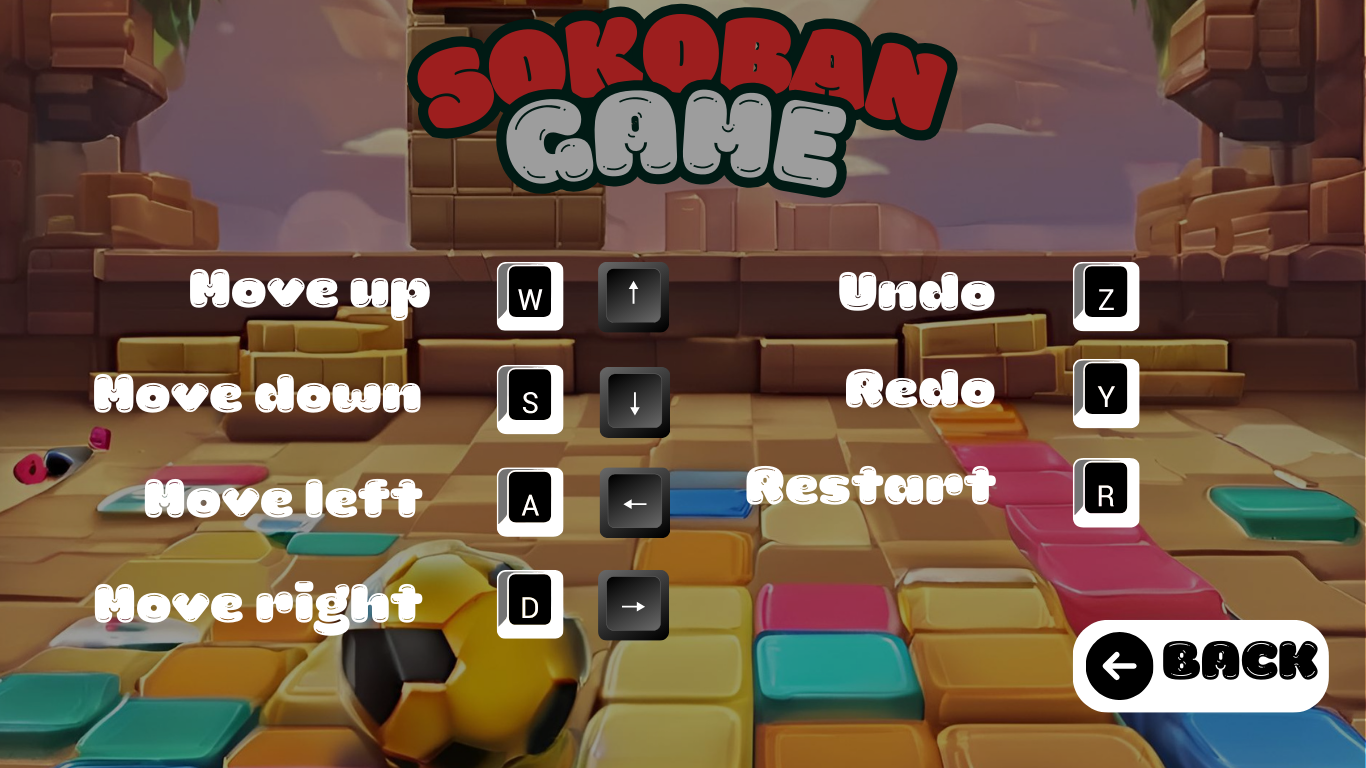 SOKOBAN
GAME
Move up W ↑
Move down S ↓
Move left A ←
Move right D →
Undo Z
Redo Y
Restart R
← BACK